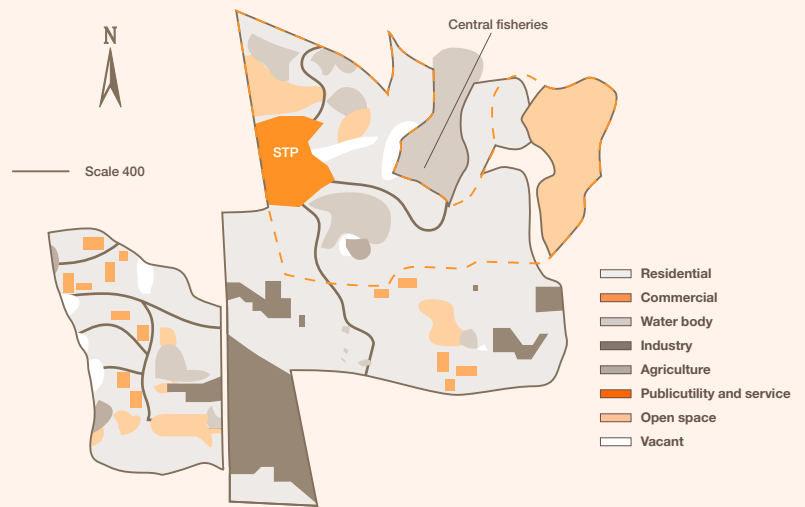 Central fisheries
N
Scale 400
STP
Residential
Commercial
Water body
Industry
Agriculture
Publicutility and service
Open space
Vacant